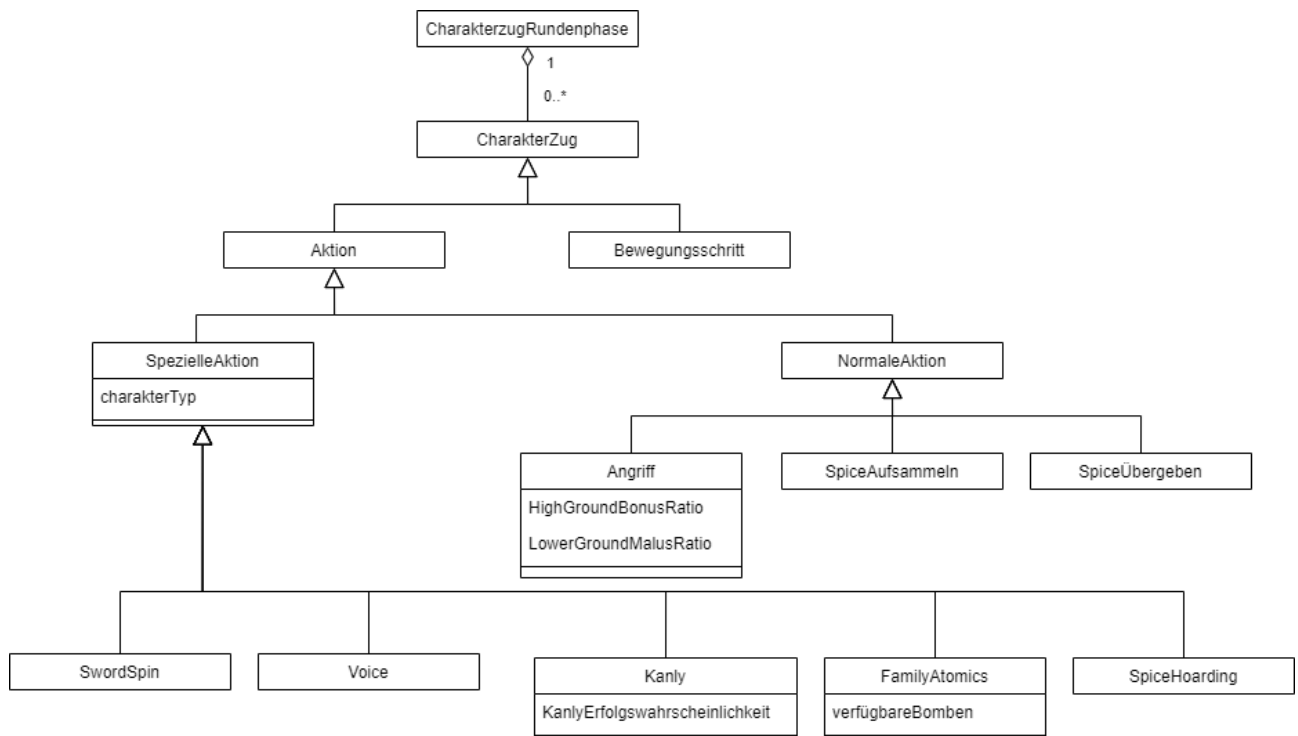 CharakterzugRundenphase
1
0..*
CharakterZug
Aktion
Bewegungsschritt
SpezielleAktion
charakterTyp
NormaleAktion
Angriff
HighGroundBonusRatio
LowerGroundMalusRatio
SpiceAufsammeln
SpiceÜbergeben
SwordSpin
Voice
Kanly
KanlyErfolgswahrscheinlichkeit
FamilyAtomics
verfügbareBomben
SpiceHoarding